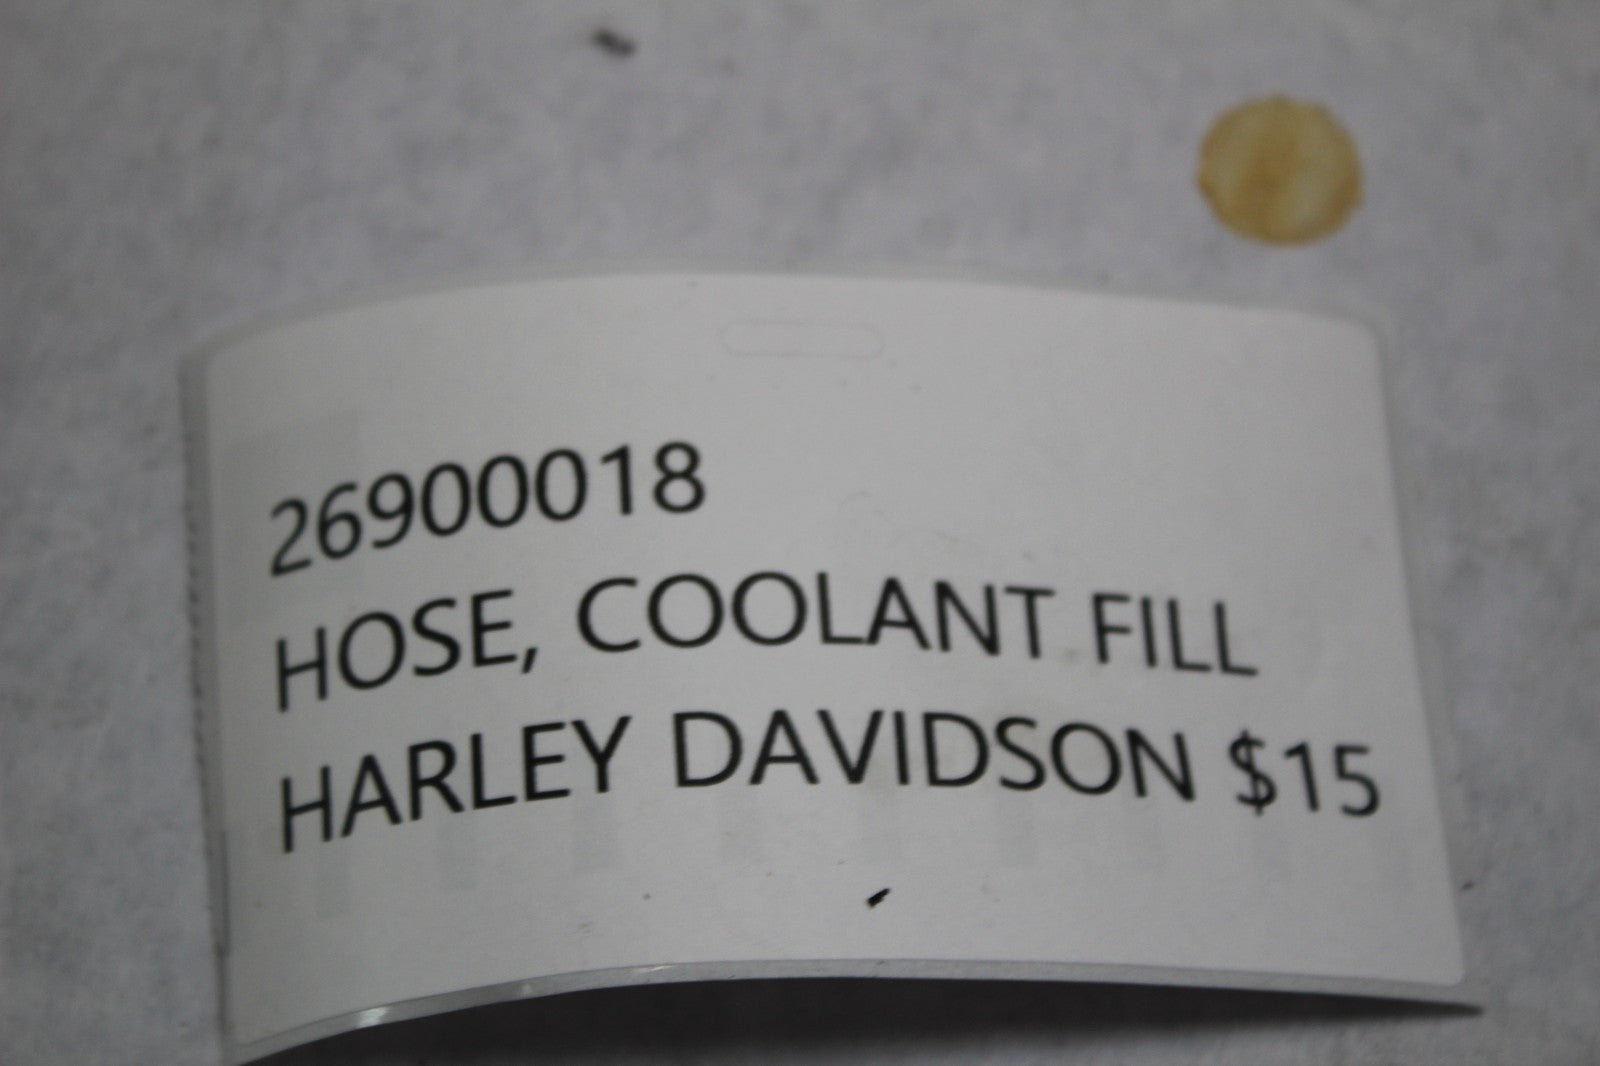 26900018
HOSE, COOLANT FILL
HARLEY DAVIDSON $15